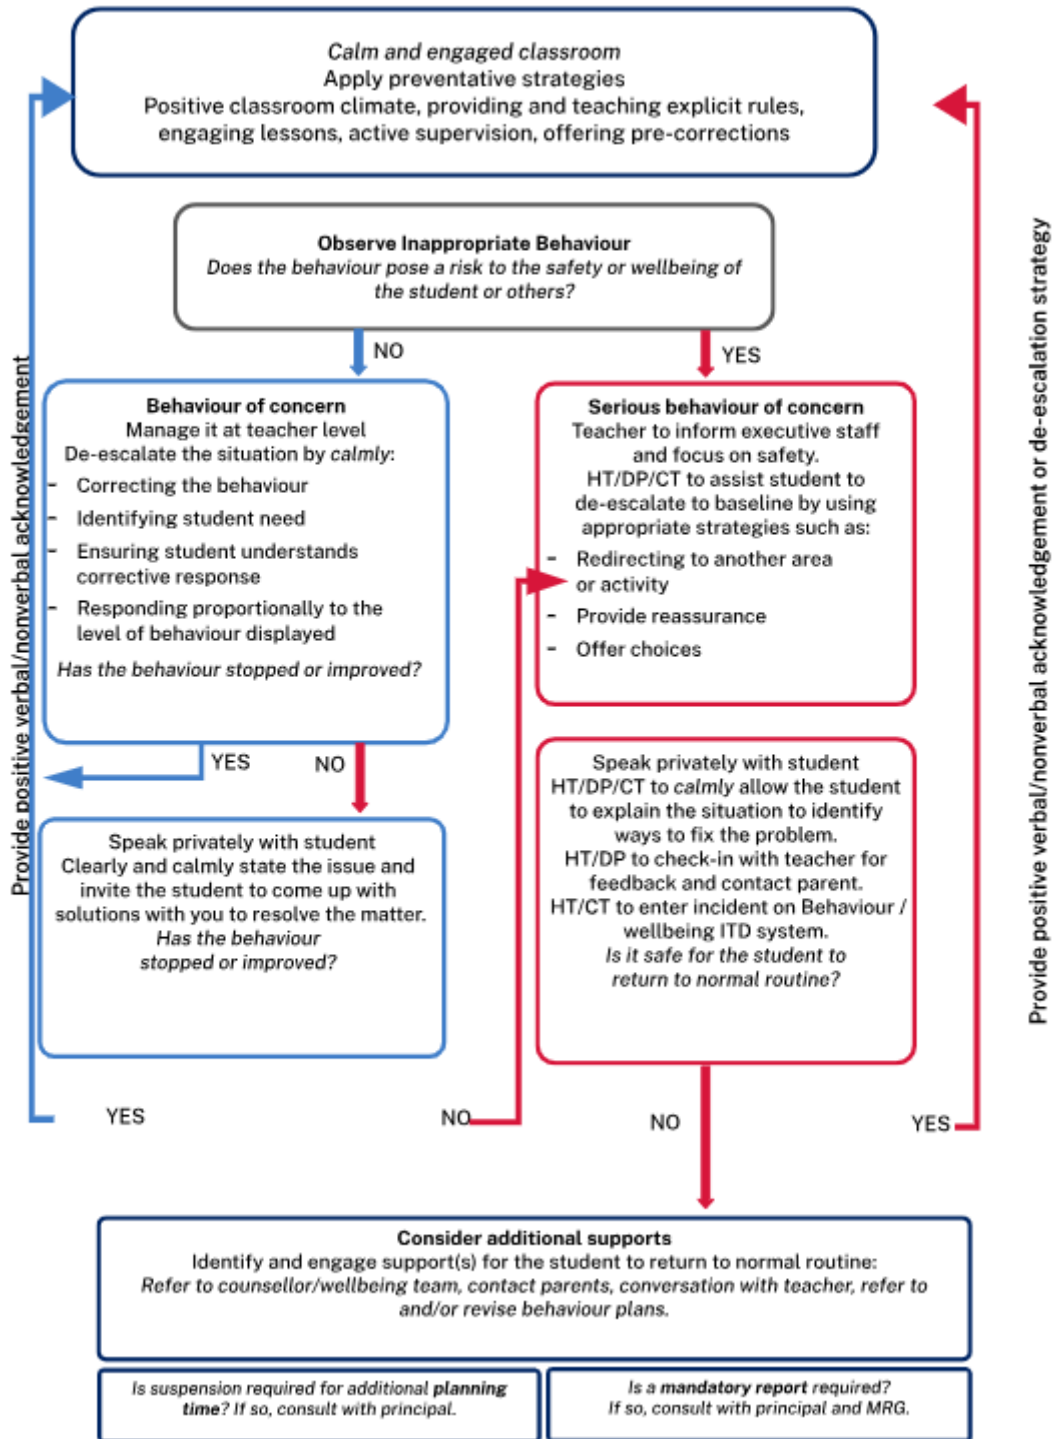 Calm and engaged classroom
Apply preventative strategies
Positive classroom climate, providing and teaching explicit rules,
engaging lessons, active supervision, offering pre-corrections
Observe Inappropriate Behaviour
Does the behaviour pose a risk to the safety or wellbeing of
the student or others?
NO
YES
Behaviour of concern
Manage it at teacher level
De-escalate the situation by calmly:
- Correcting the behaviour
- Identifying student need
- Ensuring student understands
corrective response
- Responding proportionally to the
level of behaviour displayed
Has the behaviour stopped or improved?
Serious behaviour of concern
Teacher to inform executive staff
and focus on safety.
HT/DP/CT to assist student to
de-escalate to baseline by using
appropriate strategies such as:
- Redirecting to another area
or activity
- Provide reassurance
- Offer choices
YES
NO
Speak privately with student
Clearly and calmly state the issue and
invite the student to come up with
solutions with you to resolve the matter.
Has the behaviour
stopped or improved?
Speak privately with student
HT/DP/CT to calmly allow the student
to explain the situation to identify
ways to fix the problem.
HT/DP to check-in with teacher for
feedback and contact parent.
HT/CT to enter incident on Behaviour /
wellbeing ITD system.
Is it safe for the student to
return to normal routine?
YES
NO
NO
YES
Provide positive verbal/nonverbal acknowledgement
Provide positive verbal/nonverbal acknowledgement or de-escalation strategy
Consider additional supports
Identify and engage support(s) for the student to return to normal routine:
Refer to counsellor/wellbeing team, contact parents, conversation with teacher, refer to
and/or revise behaviour plans.
Is suspension required for additional planning
time? If so, consult with principal.
Is a mandatory report required?
If so, consult with principal and MRG.